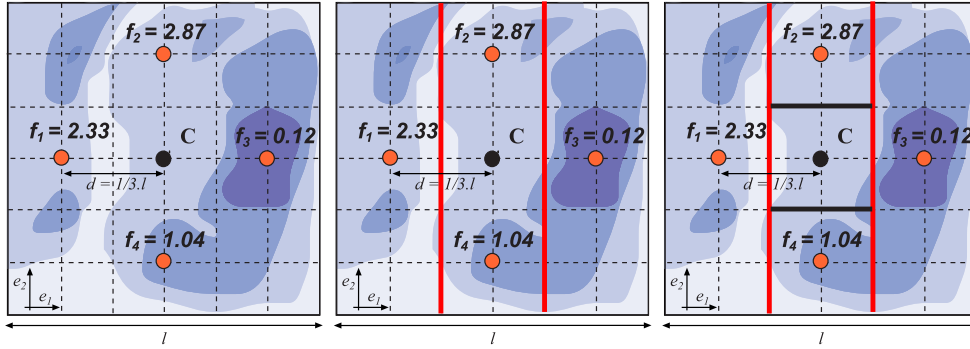 f2 = 2.87
f1 = 2.33
C
f3 = 0.12
d = 1/3.l
f4 = 1.04
e2
e1
l
f2 = 2.87
f1 = 2.33
C
f3 = 0.12
d = 1/3.l
f4 = 1.04
e2
e1
l
f2 = 2.87
f1 = 2.33
C
f3 = 0.12
d = 1/3.l
f4 = 1.04
e2
e1
l